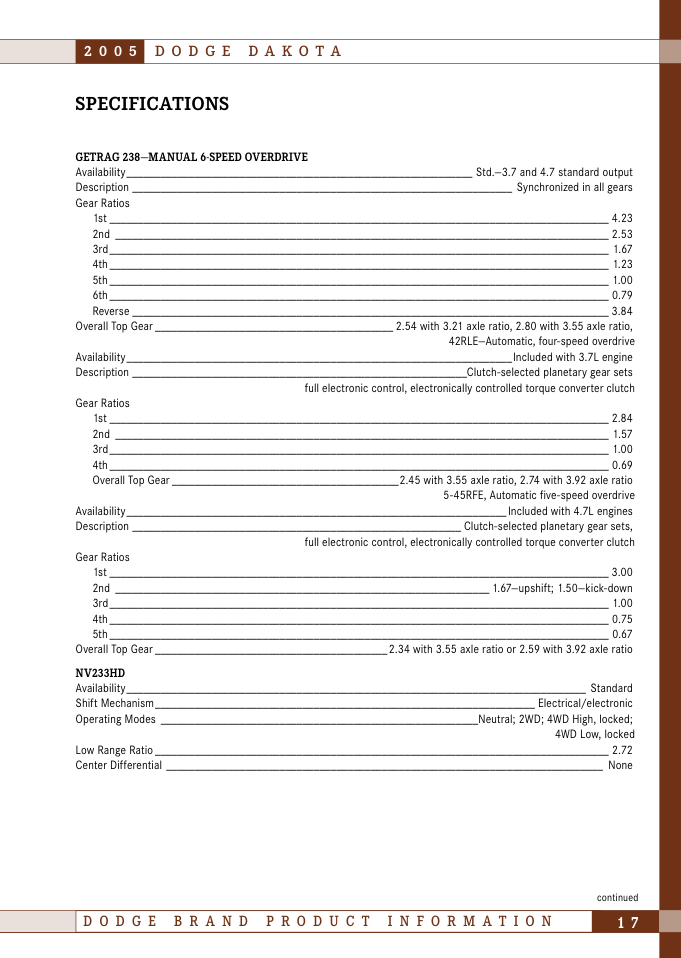 2005 DODGE DAKOTA
SPECIFICATIONS
GETRAG 238—MANUAL 6-SPEED OVERDRIVE
Availability Std.—3.7 and 4.7 standard output
Description Synchronized in all gears
Gear Ratios
1st 4.23
2nd 2.53
3rd 1.67
4th 1.23
5th 1.00
6th 0.79
Reverse 3.84
Overall Top Gear 2.54 with 3.21 axle ratio, 2.80 with 3.55 axle ratio,
42RLE—Automatic, four-speed overdrive
Availability Included with 3.7L engine
Description Clutch-selected planetary gear sets
full electronic control, electronically controlled torque converter clutch
Gear Ratios
1st 2.84
2nd 1.57
3rd 1.00
4th 0.69
Overall Top Gear 2.45 with 3.55 axle ratio, 2.74 with 3.92 axle ratio
5-45RFE, Automatic five-speed overdrive
Availability Included with 4.7L engines
Description Clutch-selected planetary gear sets,
full electronic control, electronically controlled torque converter clutch
Gear Ratios
1st 3.00
2nd 1.67—upshift; 1.50—kick-down
3rd 1.00
4th 0.75
5th 0.67
Overall Top Gear 2.34 with 3.55 axle ratio or 2.59 with 3.92 axle ratio
NV233HD
Availability Standard
Shift Mechanism Electrical/electronic
Operating Modes Neutral; 2WD; 4WD High, locked;
4WD Low, locked
Low Range Ratio 2.72
Center Differential None
continued
DODGE BRAND PRODUCT INFORMATION 17